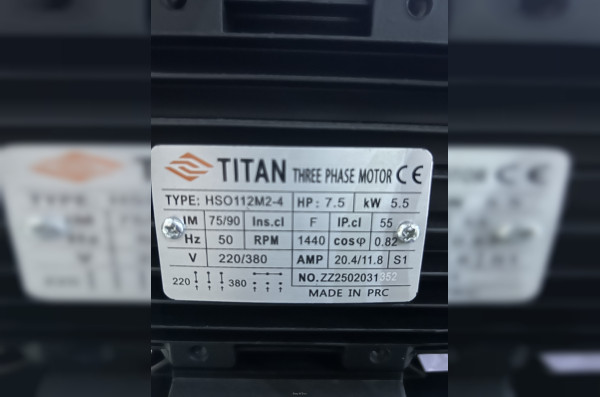 TITAN THREE PHASE MOTOR CE
TYPE: HSO112M2-4 HP: 7.5 kW 5.5
IM 75/90 Ins.cl F IP.cl 55
Hz 50 RPM 1440 cosφ 0.82
V 220/380 AMP 20.4/11.8 S1
220 380 NO.ZZ2502031352
MADE IN PRC